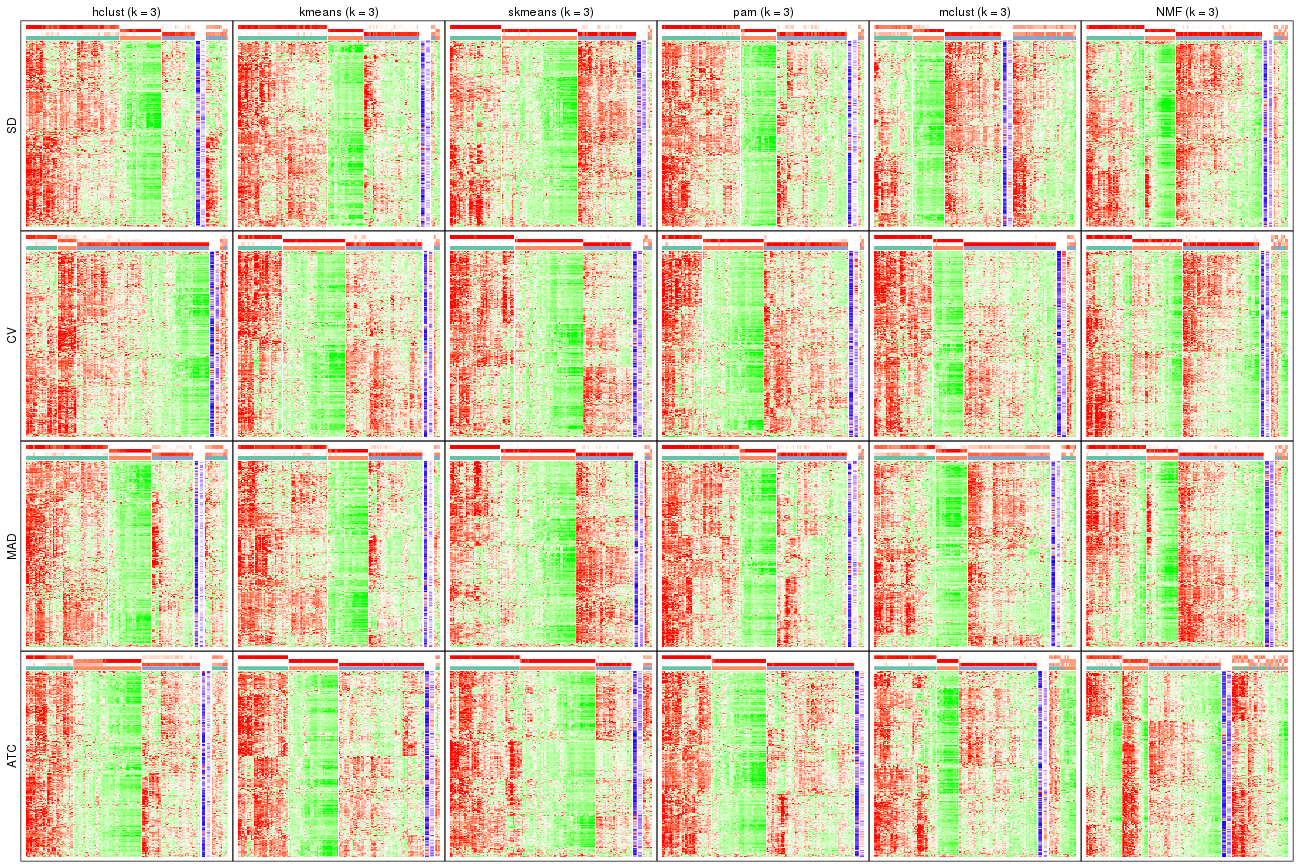 hclust (k = 3) kmeans (k = 3) skmeans (k = 3) pam (k = 3) mclust (k = 3) NMF (k = 3)
SD
CV
MAD
ATC